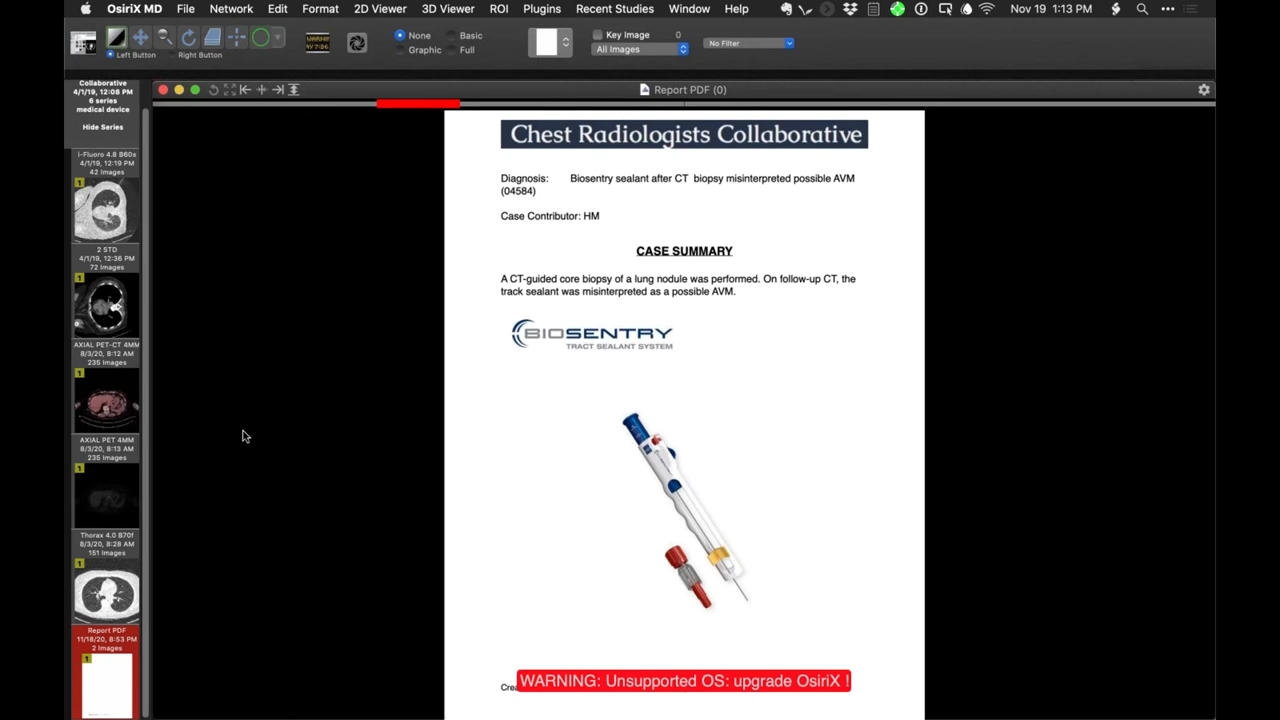 OsiriX MD File Network Edit Format 2D Viewer 3D Viewer ROI Plugins Recent Studies Window Help Nov 19 1:13 PM
None Basic
Graphic Full
Left Button Right Button
Key Image 0
All Images
No Filter
Collaborative
4/1/19, 12:08 PM
6 series
medical device
Hide Series
Report PDF (0)
i-Fluoro 4.8 B60s
4/1/19, 12:19 PM
42 Images
1
2 STD
4/1/19, 12:36 PM
72 Images
1
AXIAL PET-CT 4MM
8/3/20, 8:12 AM
235 Images
1
AXIAL PET 4MM
8/3/20, 8:13 AM
235 Images
1
Thorax 4.0 B70f
8/3/20, 8:28 AM
151 Images
1
Report PDF
11/18/20, 8:53 PM
2 Images
1
Chest Radiologists Collaborative
Diagnosis: Biosentry sealant after CT biopsy misinterpreted possible AVM
(04584)
Case Contributor: HM
CASE SUMMARY
A CT-guided core biopsy of a lung nodule was performed. On follow-up CT, the
track sealant was misinterpreted as a possible AVM.
BIOSENTRY
TRACT SEALANT SYSTEM
WARNING: Unsupported OS: upgrade OsiriX !